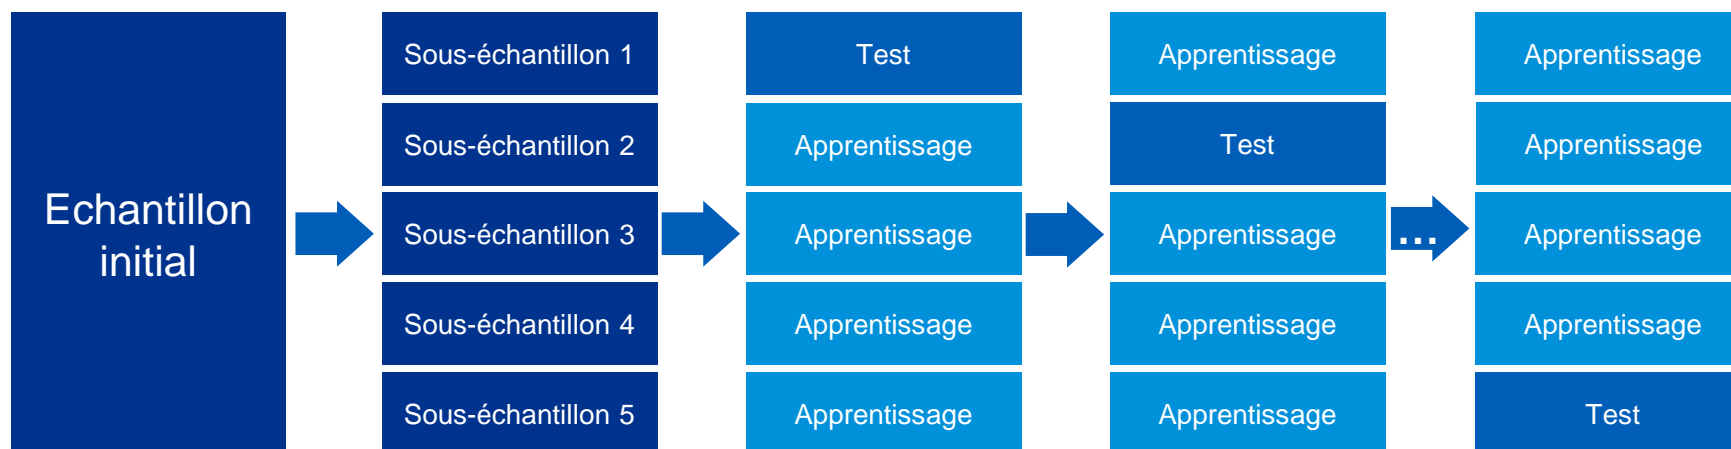 Echantillon
initial
Sous-échantillon 1
Sous-échantillon 2
Sous-échantillon 3
Sous-échantillon 4
Sous-échantillon 5
Test
Apprentissage
Apprentissage
Apprentissage
Apprentissage
Apprentissage
Test
Apprentissage
Apprentissage
Apprentissage
...
Apprentissage
Apprentissage
Apprentissage
Apprentissage
Test